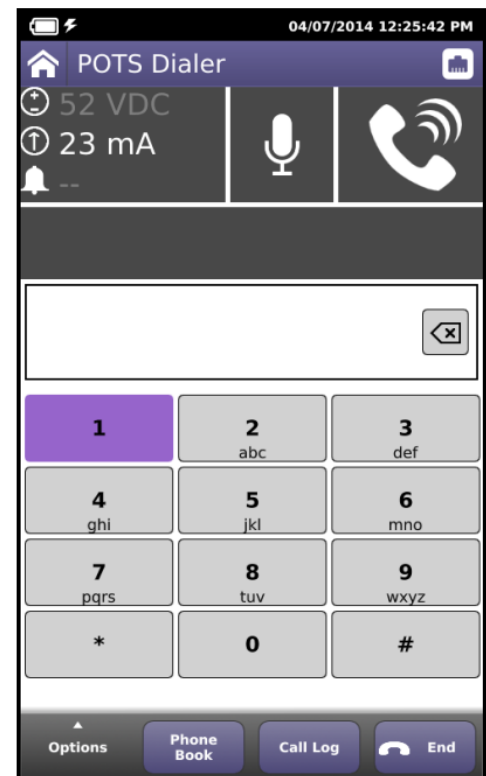 04/07/2014 12:25:42 PM
POTS Dialer
52 VDC
23 mA
--
1
2
abc
3
def
4
ghi
5
jkl
6
mno
7
pqrs
8
tuv
9
wxyz
*
0
#
Options
Phone
Book
Call Log
End